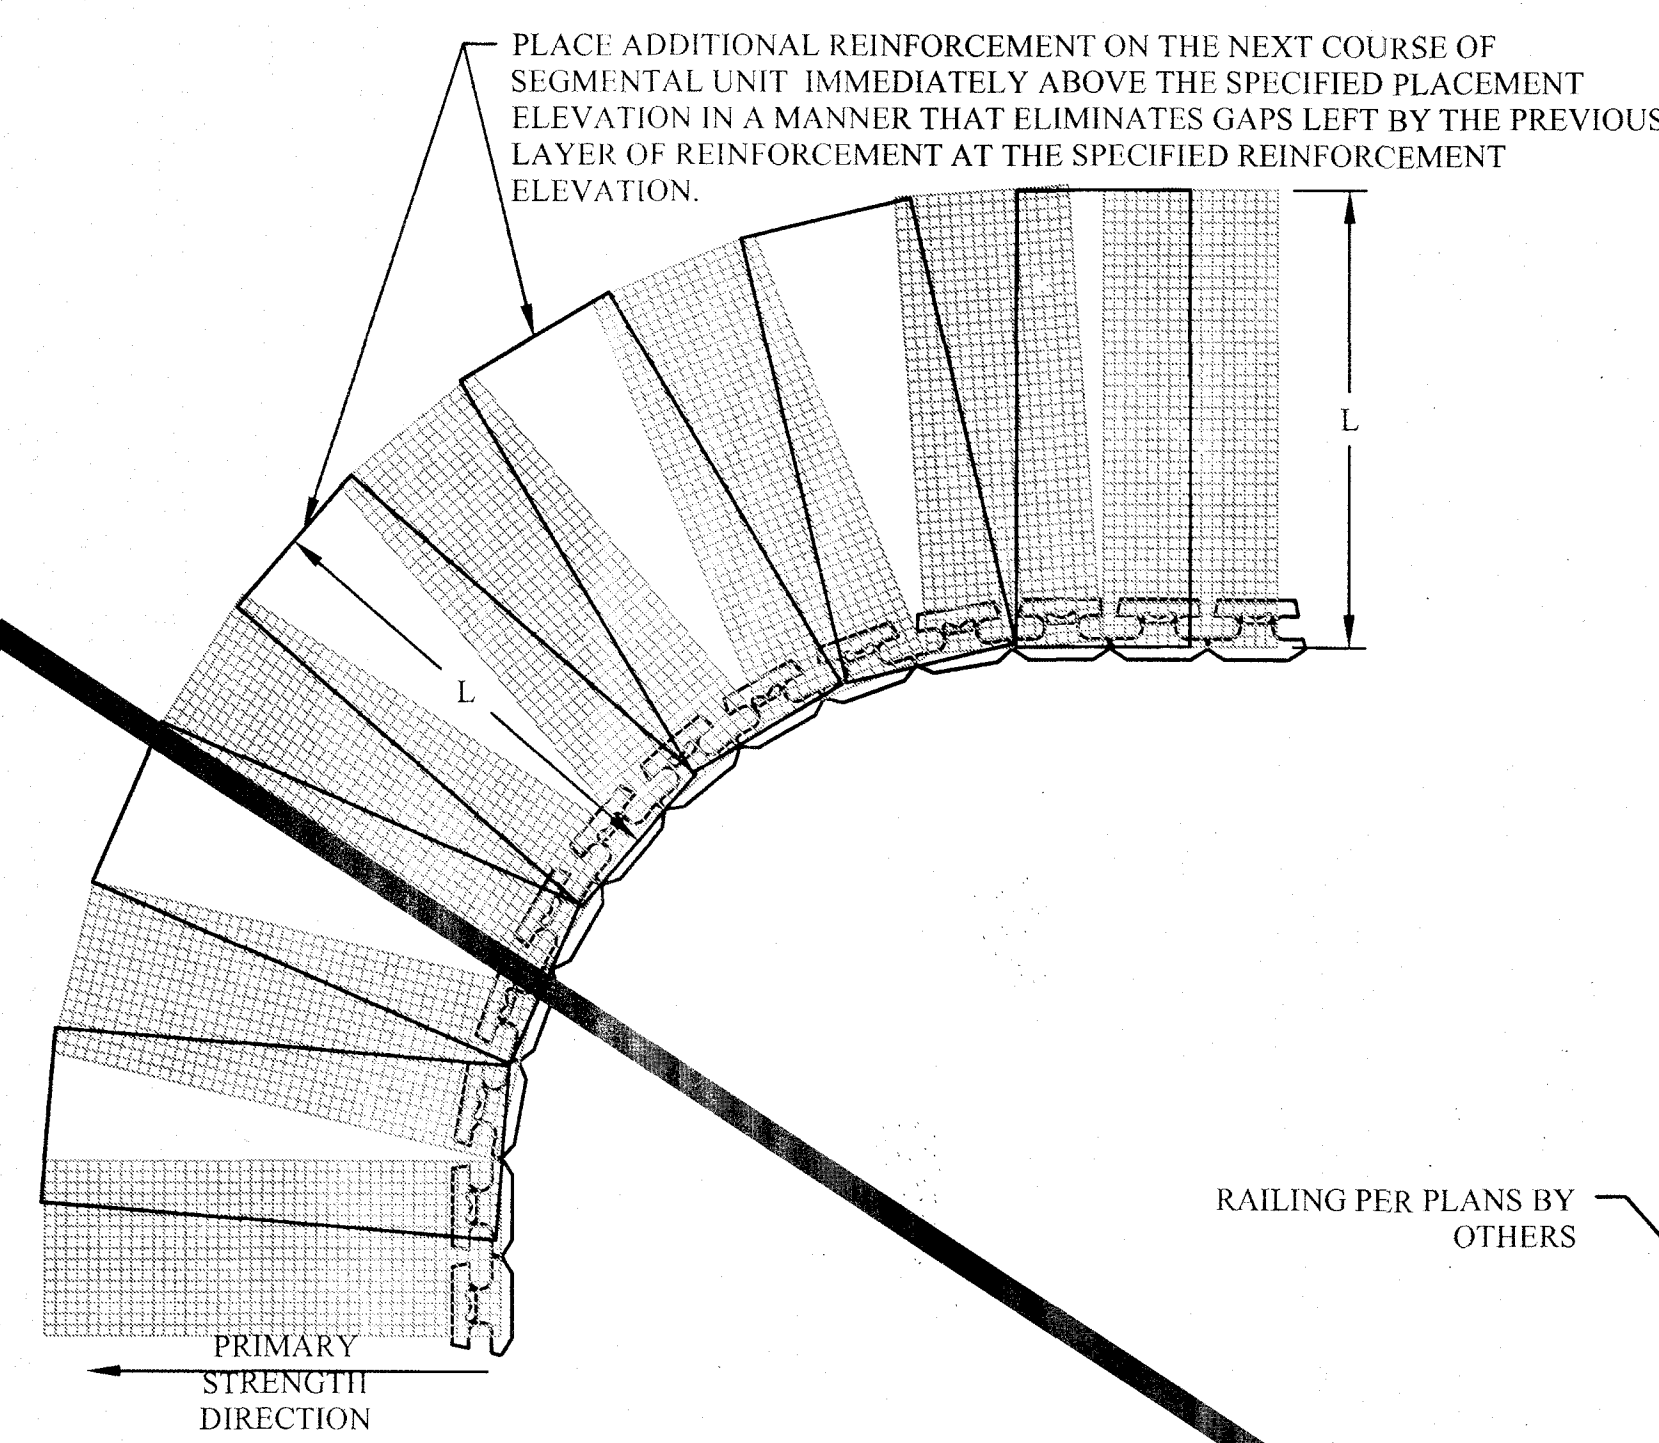 PLACE ADDITIONAL REINFORCEMENT ON THE NEXT COURSE OF
SEGMENTAL UNIT IMMEDIATELY ABOVE THE SPECIFIED PLACEMENT
ELEVATION IN A MANNER THAT ELIMINATES GAPS LEFT BY THE PREVIOUS
LAYER OF REINFORCEMENT AT THE SPECIFIED REINFORCEMENT
ELEVATION.
L
L
RAILING PER PLANS BY
OTHERS
PRIMARY
STRENGTH
DIRECTION